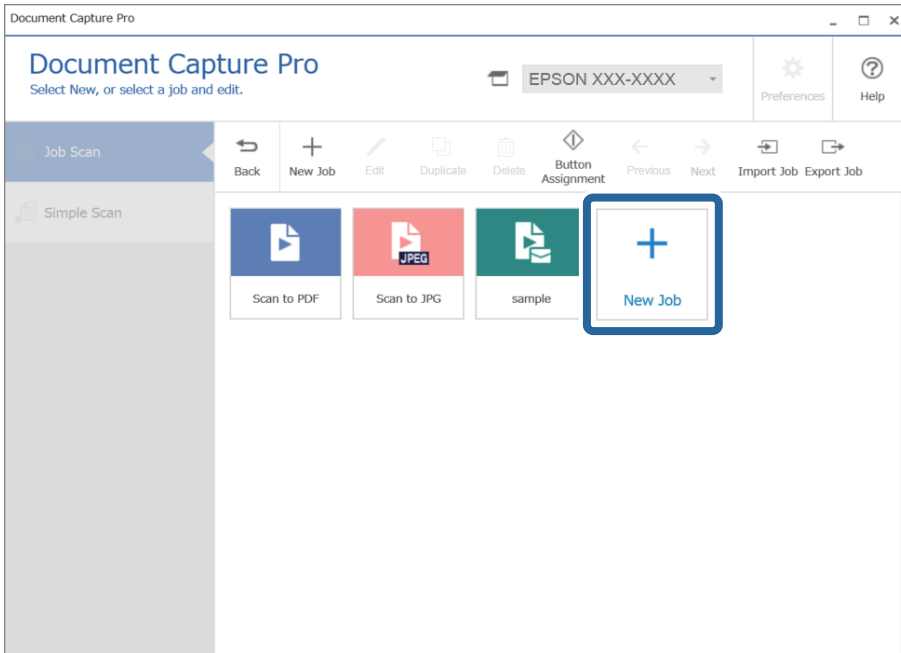 Document Capture Pro
Document Capture Pro
Select New, or select a job and edit.
EPSON XXX-XXXX
Preferences
Help
Job Scan
Simple Scan
Back
New Job
Edit
Duplicate
Delete
Button
Assignment
Previous
Next
Import Job
Export Job
JPEG
Scan to PDF
Scan to JPG
sample
New Job